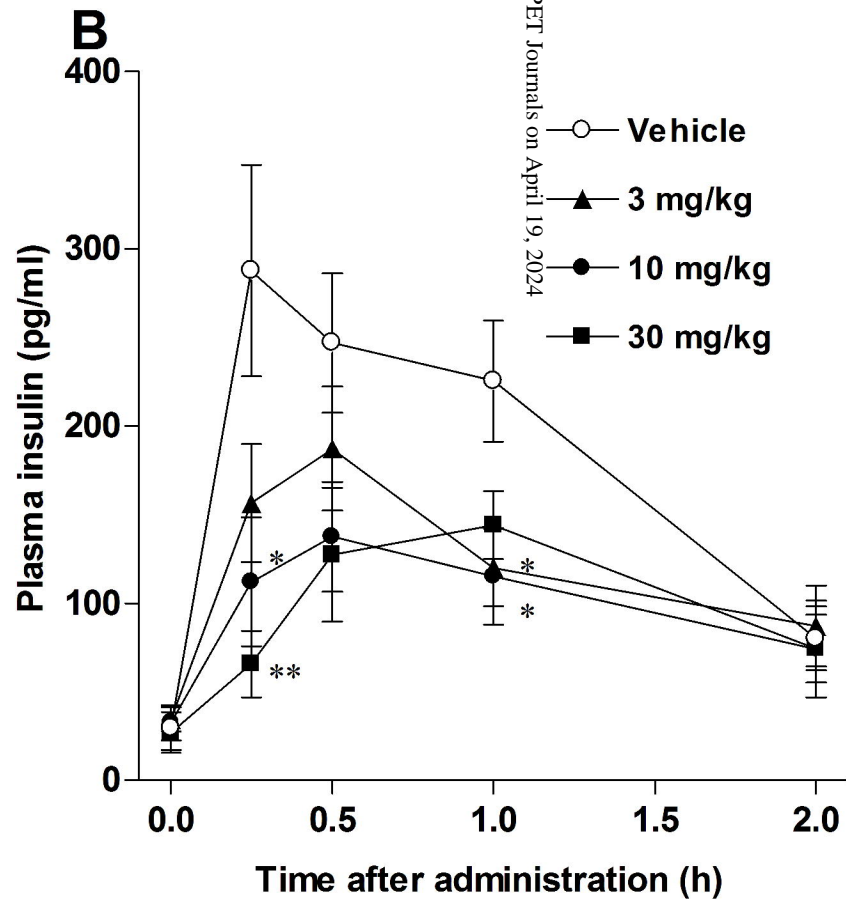 B
PET Journals on April 19, 2024
400
300
200
100
0
Plasma insulin (pg/ml)
Vehicle
3 mg/kg
10 mg/kg
30 mg/kg
*
**
*
*
0.0 0.5 1.0 1.5 2.0
Time after administration (h)